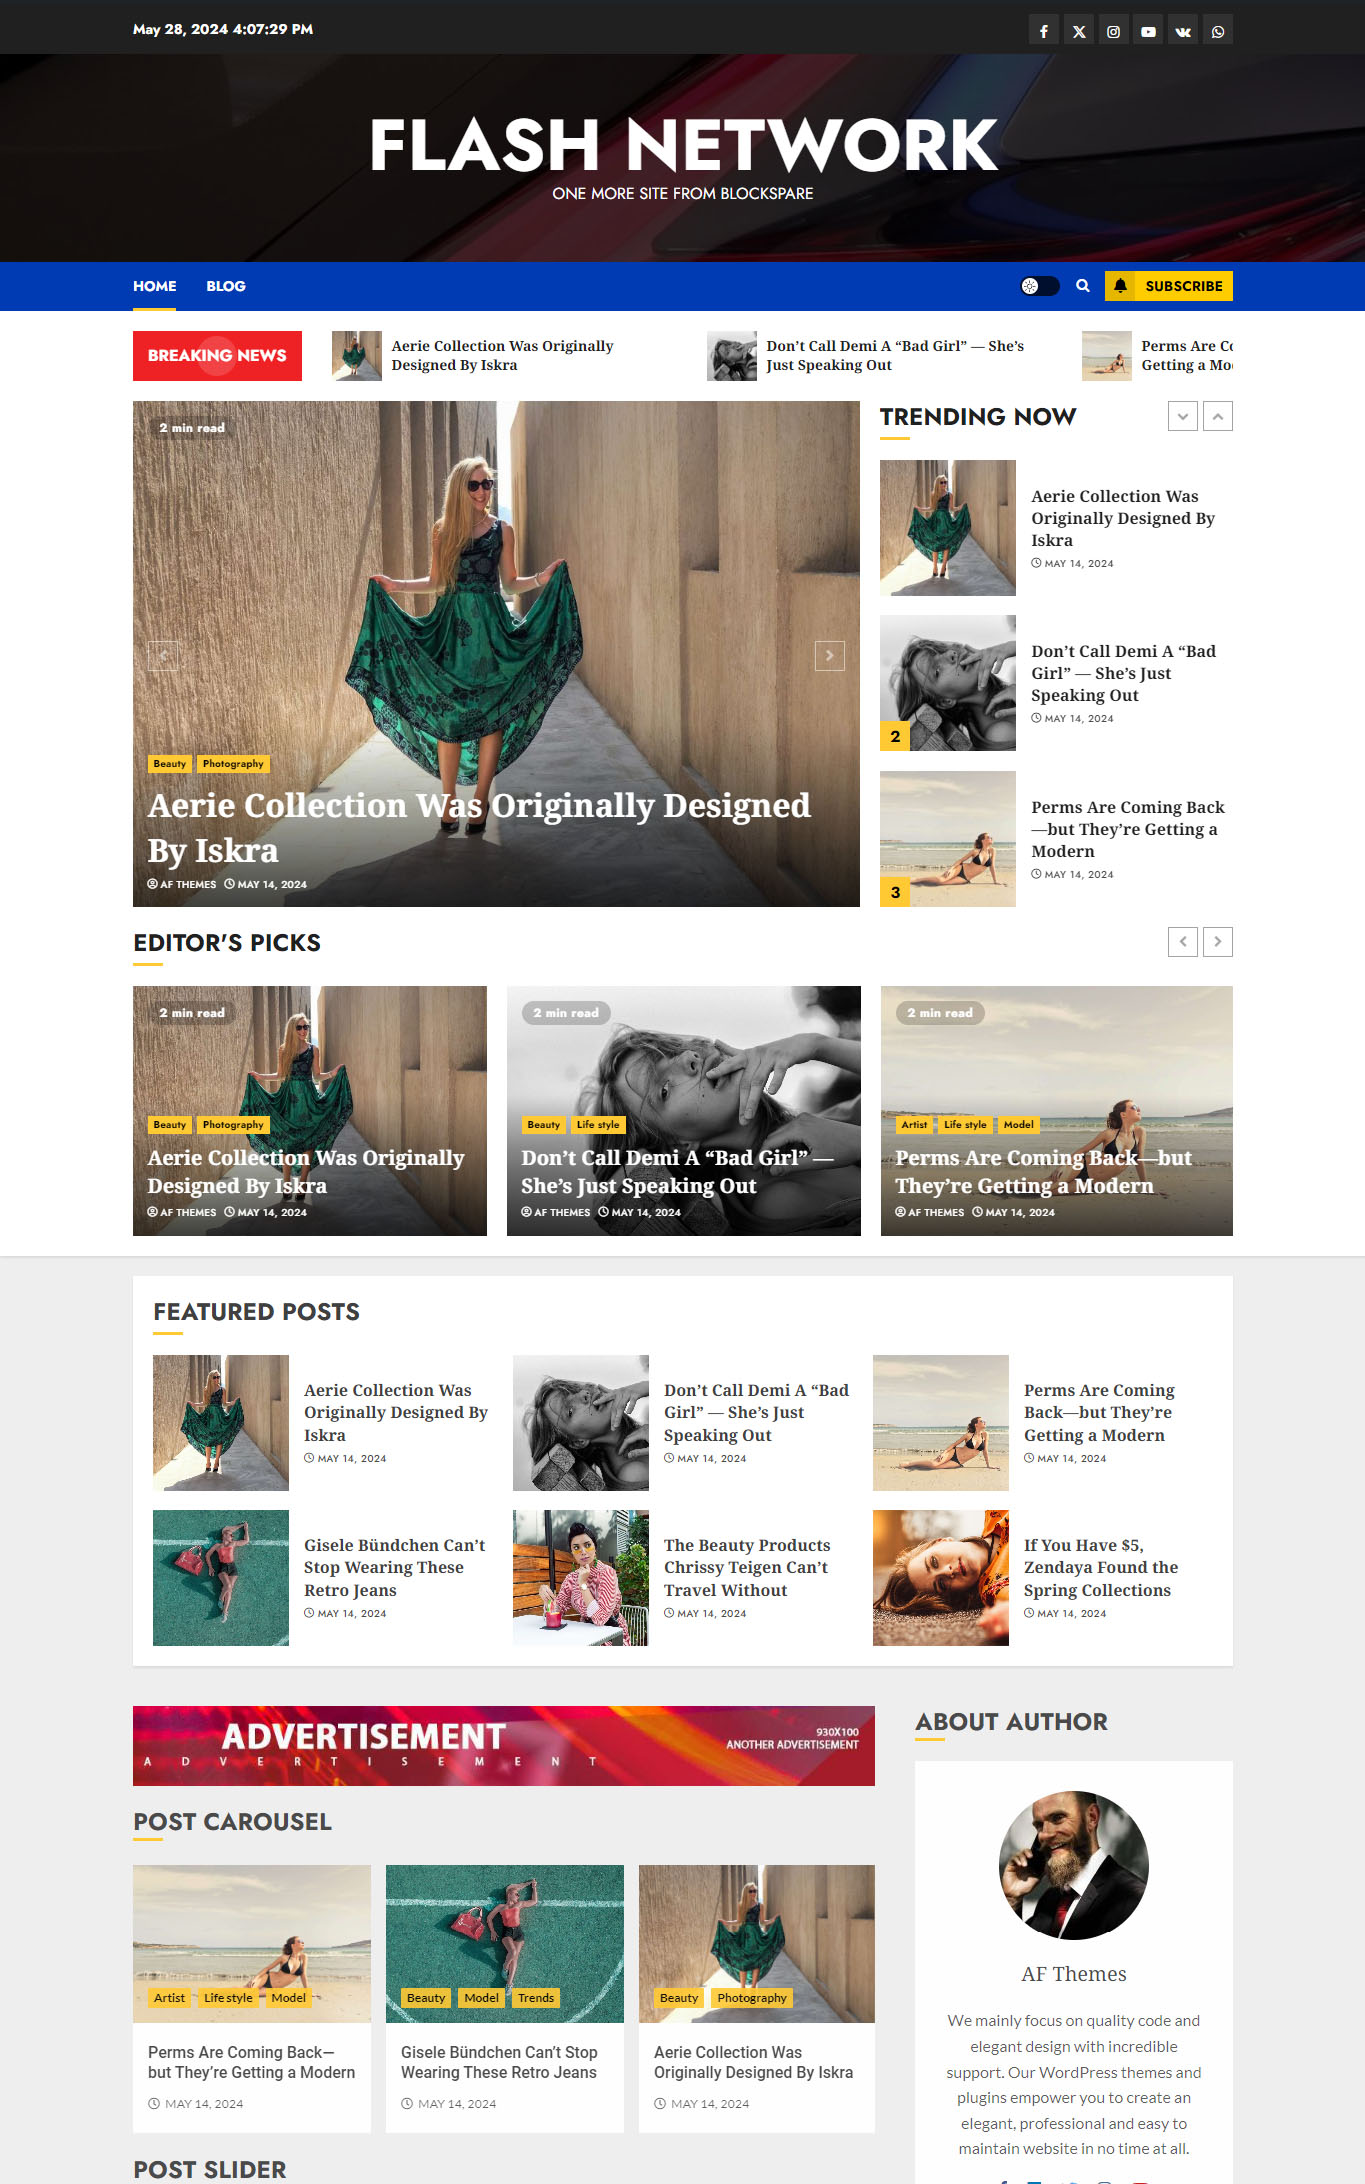 May 28, 2024 4:07:29 PM
FLASH NETWORK
ONE MORE SITE FROM BLOCKSPARE
HOME
BLOG
SUBSCRIBE
BREAKING NEWS
Aerie Collection Was Originally
Designed By Iskra
Don’t Call Demi A “Bad Girl” — She’s
Just Speaking Out
Perms Are
Getting a
2 min read
Beauty
Photography
Aerie Collection Was Originally Designed
By Iskra
AF THEMES
MAY 14, 2024
TRENDING NOW
Aerie Collection Was
Originally Designed By
Iskra
MAY 14, 2024
2
Don’t Call Demi A “Bad
Girl” — She’s Just
Speaking Out
MAY 14, 2024
3
Perms Are Coming Back
—but They’re Getting a
Modern
MAY 14, 2024
EDITOR’S PICKS
2 min read
Beauty
Photography
Aerie Collection Was Originally
Designed By Iskra
AF THEMES
MAY 14, 2024
2 min read
Beauty
Life style
Don’t Call Demi A “Bad Girl” —
She’s Just Speaking Out
AF THEMES
MAY 14, 2024
2 min read
Artist
Life style
Model
Perms Are Coming Back—but
They’re Getting a Modern
AF THEMES
MAY 14, 2024
FEATURED POSTS
Aerie Collection Was
Originally Designed By
Iskra
MAY 14, 2024
Don’t Call Demi A “Bad
Girl” — She’s Just
Speaking Out
MAY 14, 2024
Perms Are Coming
Back—but They’re
Getting a Modern
MAY 14, 2024
Gisele Bündchen Can’t
Stop Wearing These
Retro Jeans
MAY 14, 2024
The Beauty Products
Chrissy Teigen Can’t
Travel Without
MAY 14, 2024
If You Have $5,
Zendaya Found the
Spring Collections
MAY 14, 2024
ADVERTISEMENT
A D V E R T I S E M E N T
930X100
ANOTHER ADVERTISEMENT
POST CAROUSEL
Artist
Life style
Model
Perms Are Coming Back—
but They’re Getting a Modern
MAY 14, 2024
Beauty
Model
Trends
Gisele Bündchen Can’t Stop
Wearing These Retro Jeans
MAY 14, 2024
Beauty
Photography
Aerie Collection Was
Originally Designed By Iskra
MAY 14, 2024
POST SLIDER
ABOUT AUTHOR
AF Themes
We mainly focus on quality code and
elegant design with incredible
support. Our WordPress themes and
plugins empower you to create an
elegant, professional and easy to
maintain website in no time at all.